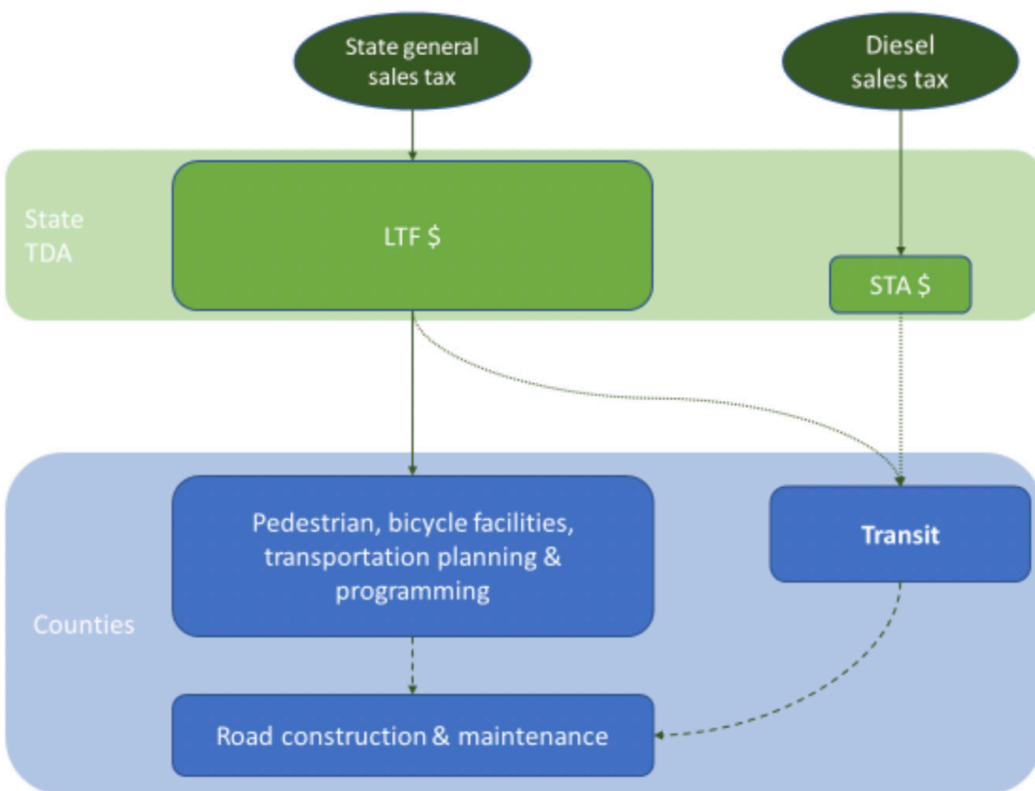 State general
sales tax
Diesel
sales tax
State
TDA
LTF $
STA $
Pedestrian, bicycle facilities,
transportation planning &
programming
Transit
Counties
Road construction & maintenance